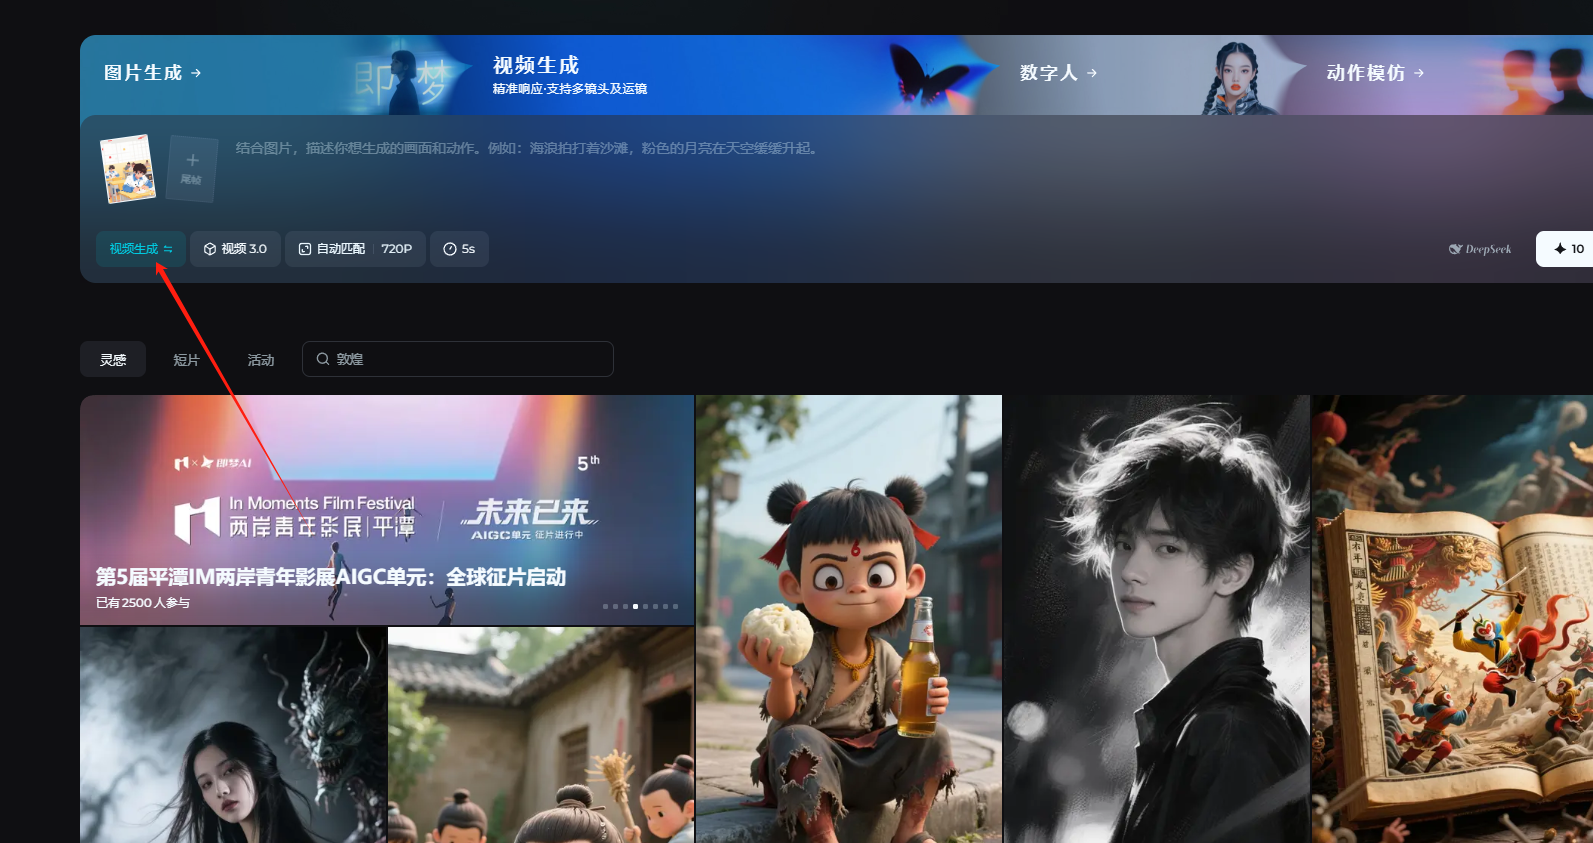 图片生成
即梦
视频生成
精准响应·支持多镜头及运镜
数字人
动作模仿
尾帧
结合图片，描述你想生成的画面和动作。例如：海浪拍打着沙滩，粉色的月亮在天空缓缓升起。
视频生成
视频 3.0
自动匹配
720P
5s
DeepSeek
10
灵感
短片
活动
敦煌
即梦AI
5th
In Moments Film Festival
两岸青年影展 平潭
未来已来
AIGC单元 征片进行中
第5届平潭IM两岸青年影展AIGC单元：全球征片启动
已有 2500 人参与